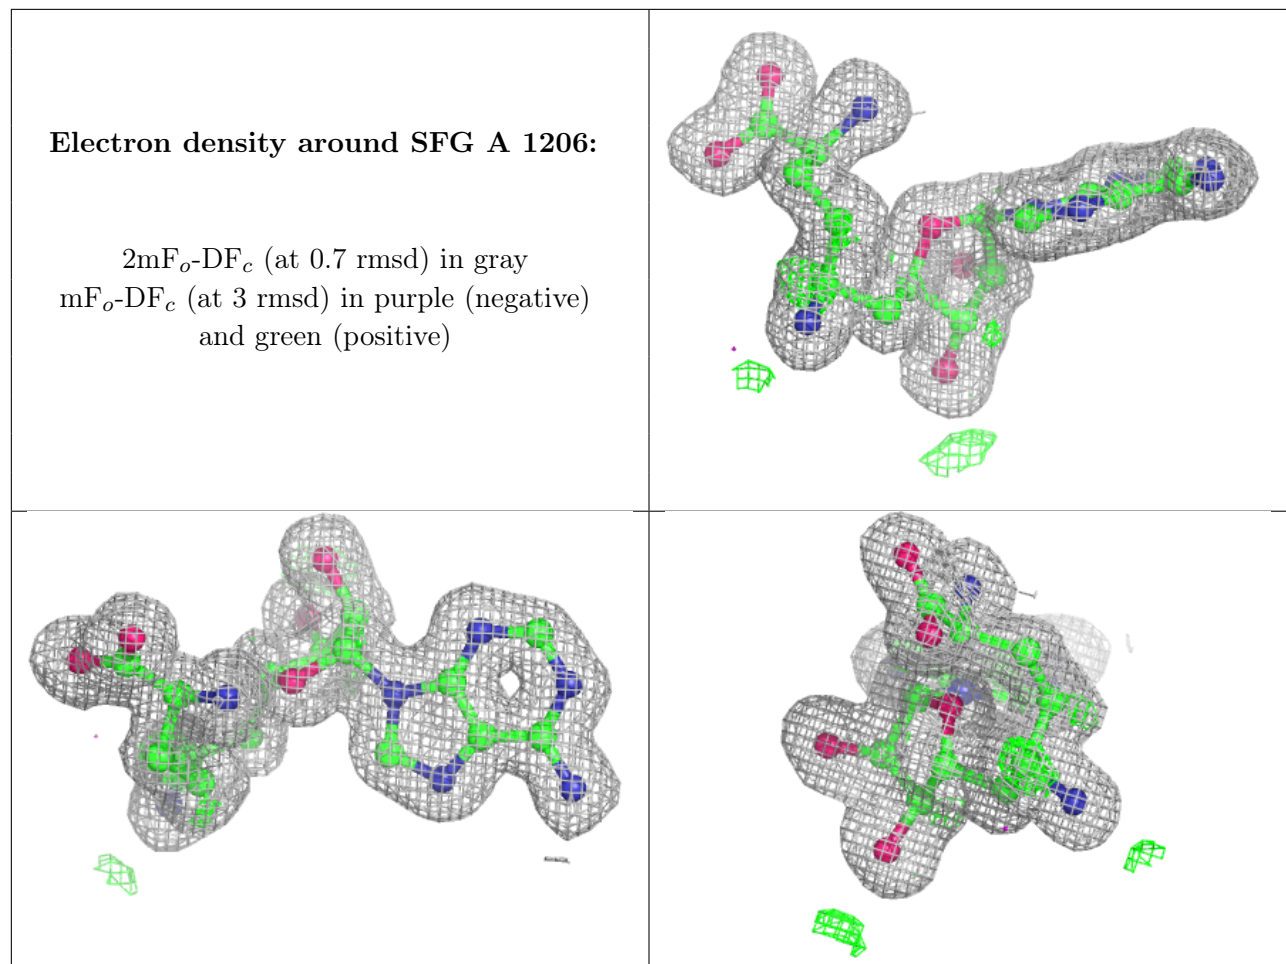 Electron density around SFG A 1206:
2mFo-DFc (at 0.7 rmsd) in gray
mFo-DFc (at 3 rmsd) in purple (negative)
and green (positive)